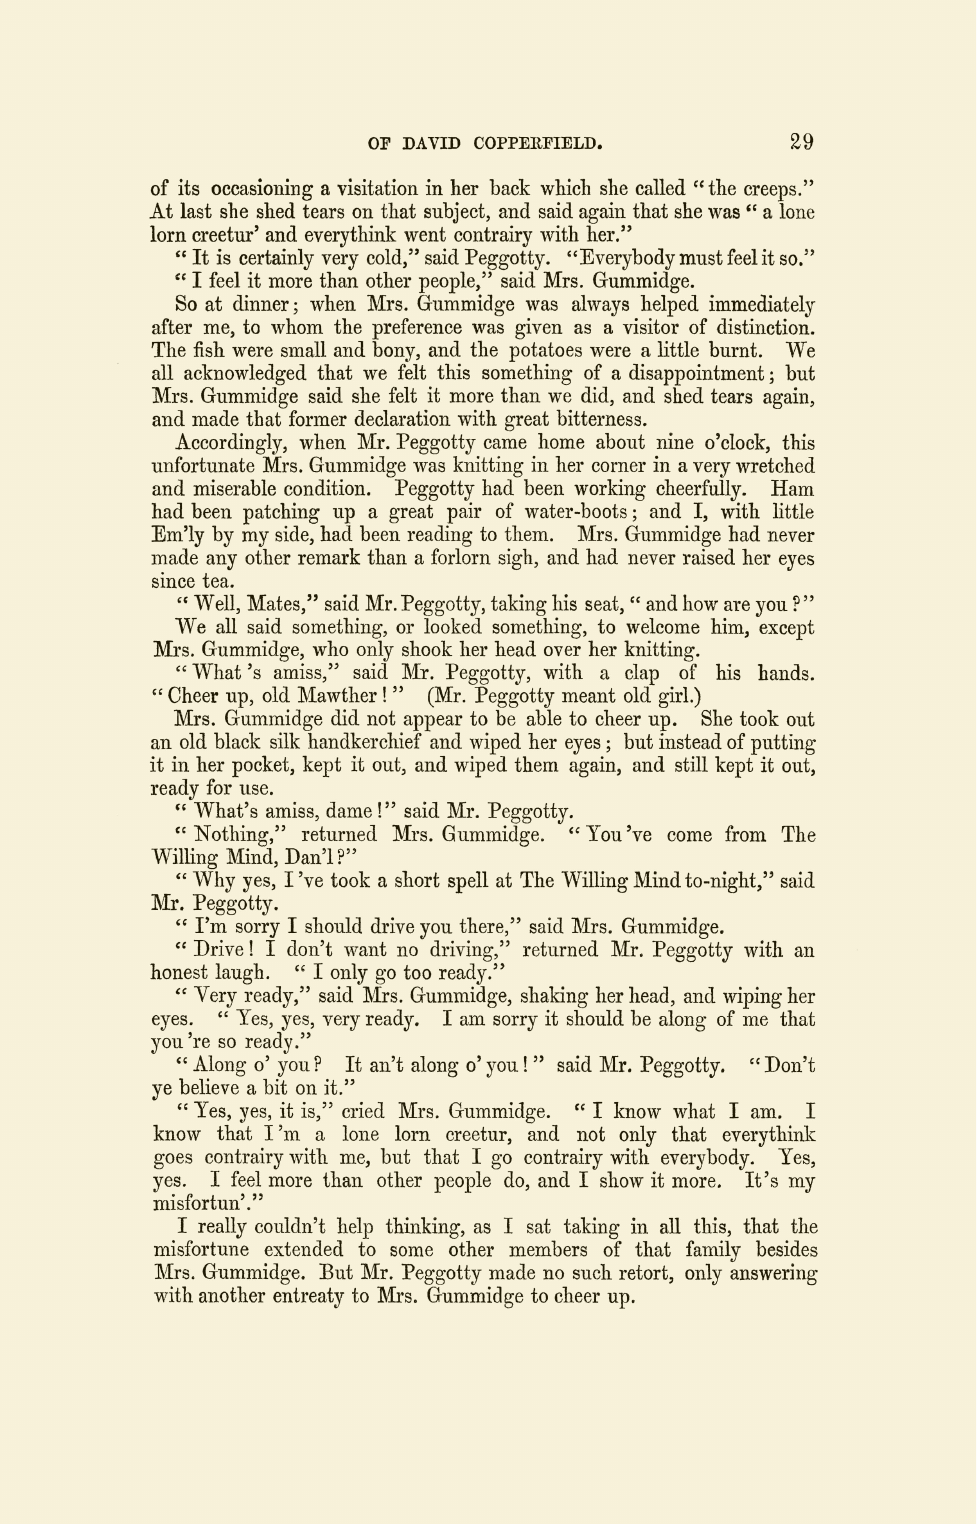 OF DAVID COPPERFIELD. 29
of its occasioning a visitation in her back which she called “the creeps.”
At last she shed tears on that subject, and said again that she was “ a lone
lorn creetur’ and everythink went contrairy with her.”
“ It is certainly very cold,” said Peggotty. “Everybody must feel it so.”
“ I feel it more than other people,” said Mrs. Gummidge.
So at dinner; when Mrs. Gummidge was always helped immediately
after me, to whom the preference was given as a visitor of distinction.
The fish were small and bony, and the potatoes were a little burnt. We
all acknowledged that we felt this something of a disappointment; but
Mrs. Gummidge said she felt it more than we did, and shed tears again,
and made that former declaration with great bitterness.
Accordingly, when Mr. Peggotty came home about nine o’clock, this
unfortunate Mrs. Gummidge was knitting in her corner in a very wretched
and miserable condition. Peggotty had been working cheerfully. Ham
had been patching up a great pair of water-boots; and I, with little
Em’ly by my side, had been reading to them. Mrs. Gummidge had never
made any other remark than a forlorn sigh, and had never raised her eyes
since tea.
“ Well, Mates,” said Mr. Peggotty, taking his seat, “ and how are you ?”
We all said something, or looked something, to welcome him, except
Mrs. Gummidge, who only shook her head over her knitting.
“ What ’s amiss,” said Mr. Peggotty, with a clap of his hands.
“ Cheer up, old Mawther ! ” (Mr. Peggotty meant old girl.)
Mrs. Gummidge did not appear to be able to cheer up. She took out
an old black silk handkerchief and wiped her eyes ; but instead of putting
it in her pocket, kept it out, and wiped them again, and still kept it out,
ready for use.
“ What’s amiss, dame !” said Mr. Peggotty.
“ Nothing,” returned Mrs. Gummidge. “ You ’ve come from The
Willing Mind, Dan’l ?”
“ Why yes, I ’ve took a short spell at The Willing Mind to-night,” said
Mr. Peggotty.
“ I’m sorry I should drive you there,” said Mrs. Gummidge.
“ Drive ! I don’t want no driving,” returned Mr. Peggotty with an
honest laugh. “ I only go too ready.”
“ Very ready,” said Mrs. Gummidge, shaking her head, and wiping her
eyes. “ Yes, yes, very ready. I am sorry it should be along of me that
you ’re so ready.”
“ Along o’ you ? It an’t along o’ you ! ” said Mr. Peggotty. “ Don’t
ye believe a bit on it.”
“ Yes, yes, it is,” cried Mrs. Gummidge. “ I know what I am. I
know that I ’m a lone lorn creetur, and not only that everythink
goes contrairy with me, but that I go contrairy with everybody. Yes,
yes. I feel more than other people do, and I show it more. It’s my
misfortun’.”
I really couldn’t help thinking, as I sat taking in all this, that the
misfortune extended to some other members of that family besides
Mrs. Gummidge. But Mr. Peggotty made no such retort, only answering
with another entreaty to Mrs. Gummidge to cheer up.